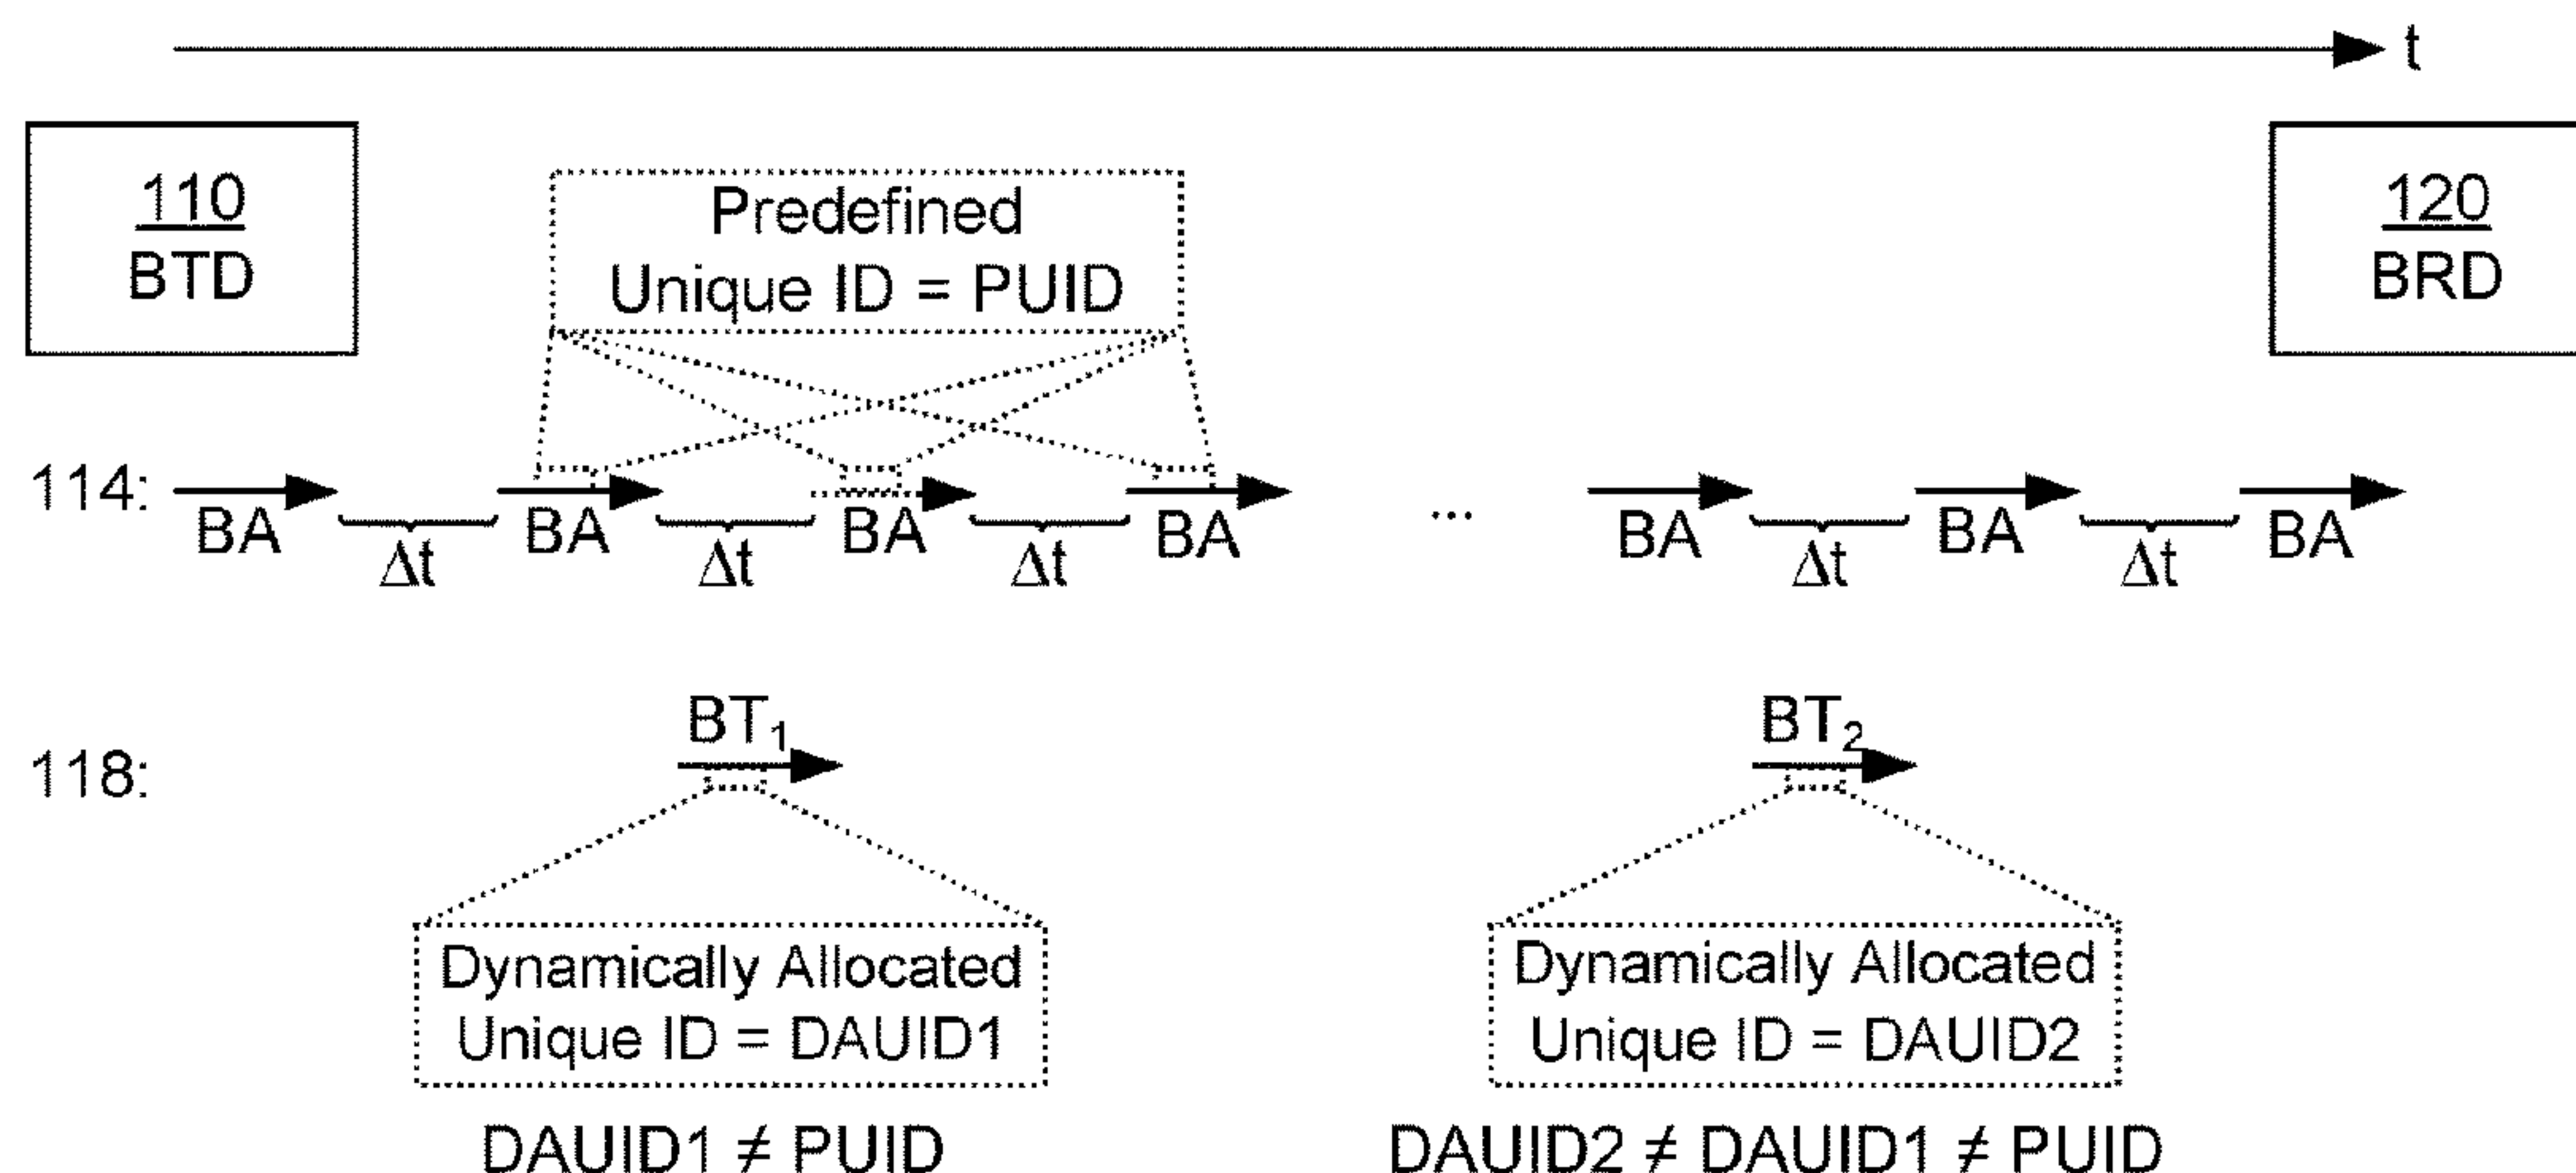 t
110
BTD
Predefined
Unique ID = PUID
120
BRD
114:
BA
Δt
BA
Δt
BA
Δt
BA
...
BA
Δt
BA
Δt
BA
118:
BT₁
BT₂
Dynamically Allocated
Unique ID = DAUID1
Dynamically Allocated
Unique ID = DAUID2
DAUID1 ≠ PUID
DAUID2 ≠ DAUID1 ≠ PUID